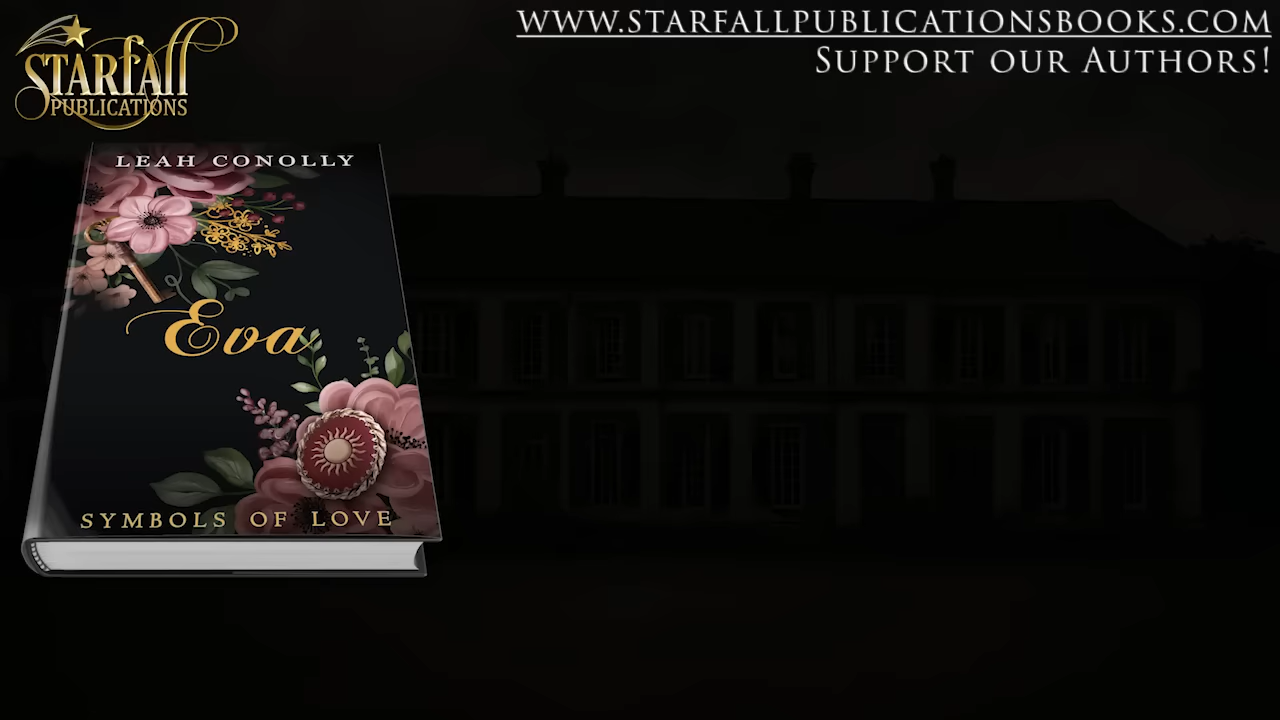 STARfall
PUBLICATIONS
WWW.STARFALLPUBLICATIONSBOOKS.COM
SUPPORT OUR AUTHORS!
LEAH CONOLLY
Eva
SYMBOLS OF LOVE